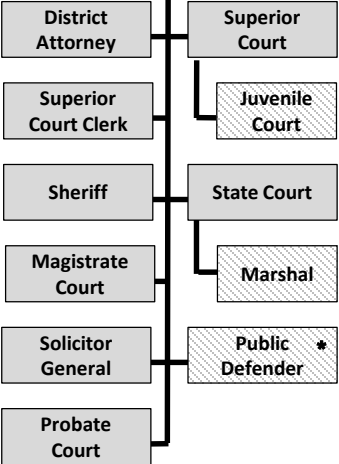 District
Attorney
Superior
Court
Superior
Court Clerk
Juvenile
Court
Sheriff
State Court
Magistrate
Court
Marshal
Solicitor
General
Public *
Defender
Probate
Court